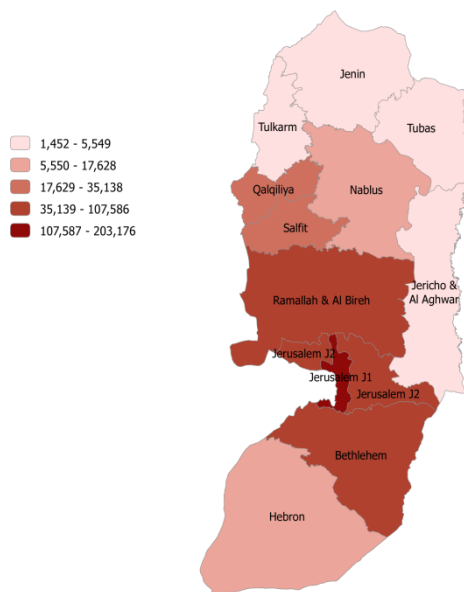 Jenin
Tulkarm
Tubas
1,452 - 5,549
5,550 - 17,628
17,629 - 35,138
35,139 - 107,586
107,587 - 203,176
Qalqiliya
Nablus
Salfit
Ramallah & Al Bireh
Jericho &
Al Aghwar
Jerusalem J2
Jerusalem J1
Jerusalem J2
Bethlehem
Hebron